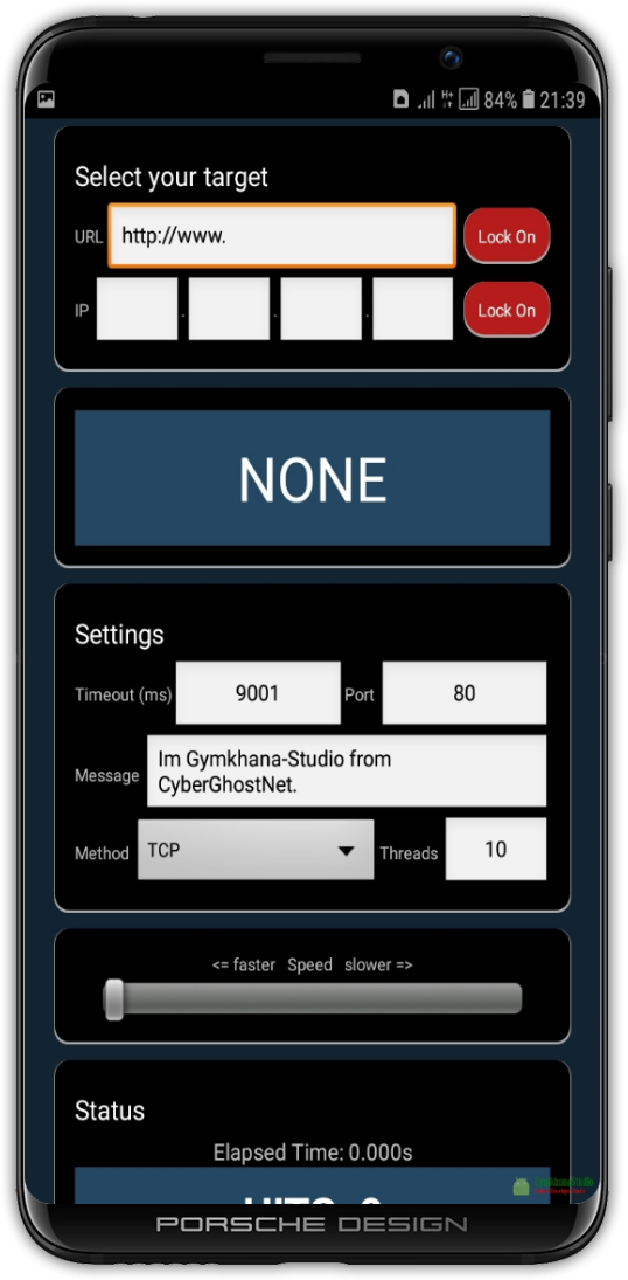 H+ 84% 21:39
Select your target
URL http://www. Lock On
IP . . . Lock On
NONE
Settings
Timeout (ms) 9001 Port 80
Message Im Gymkhana-Studio from
CyberGhostNet.
Method TCP Threads 10
<= faster Speed slower =>
Status
Elapsed Time: 0.000s
GymkhanaStudio
PORSCHE DESIGN